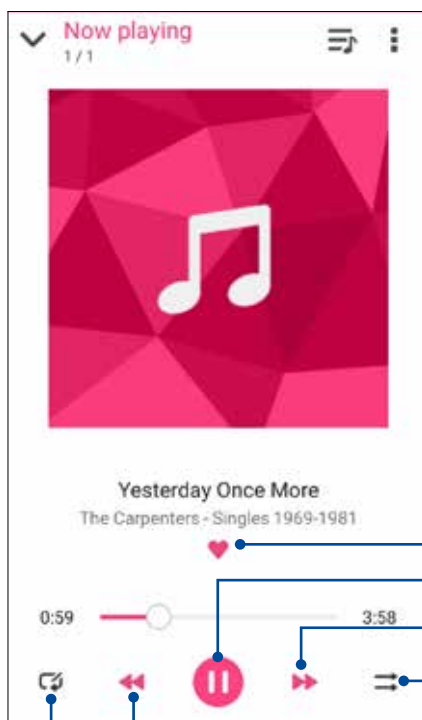 Now playing
1 / 1
Yesterday Once More
The Carpenters - Singles 1969-1981
0:59 3:58